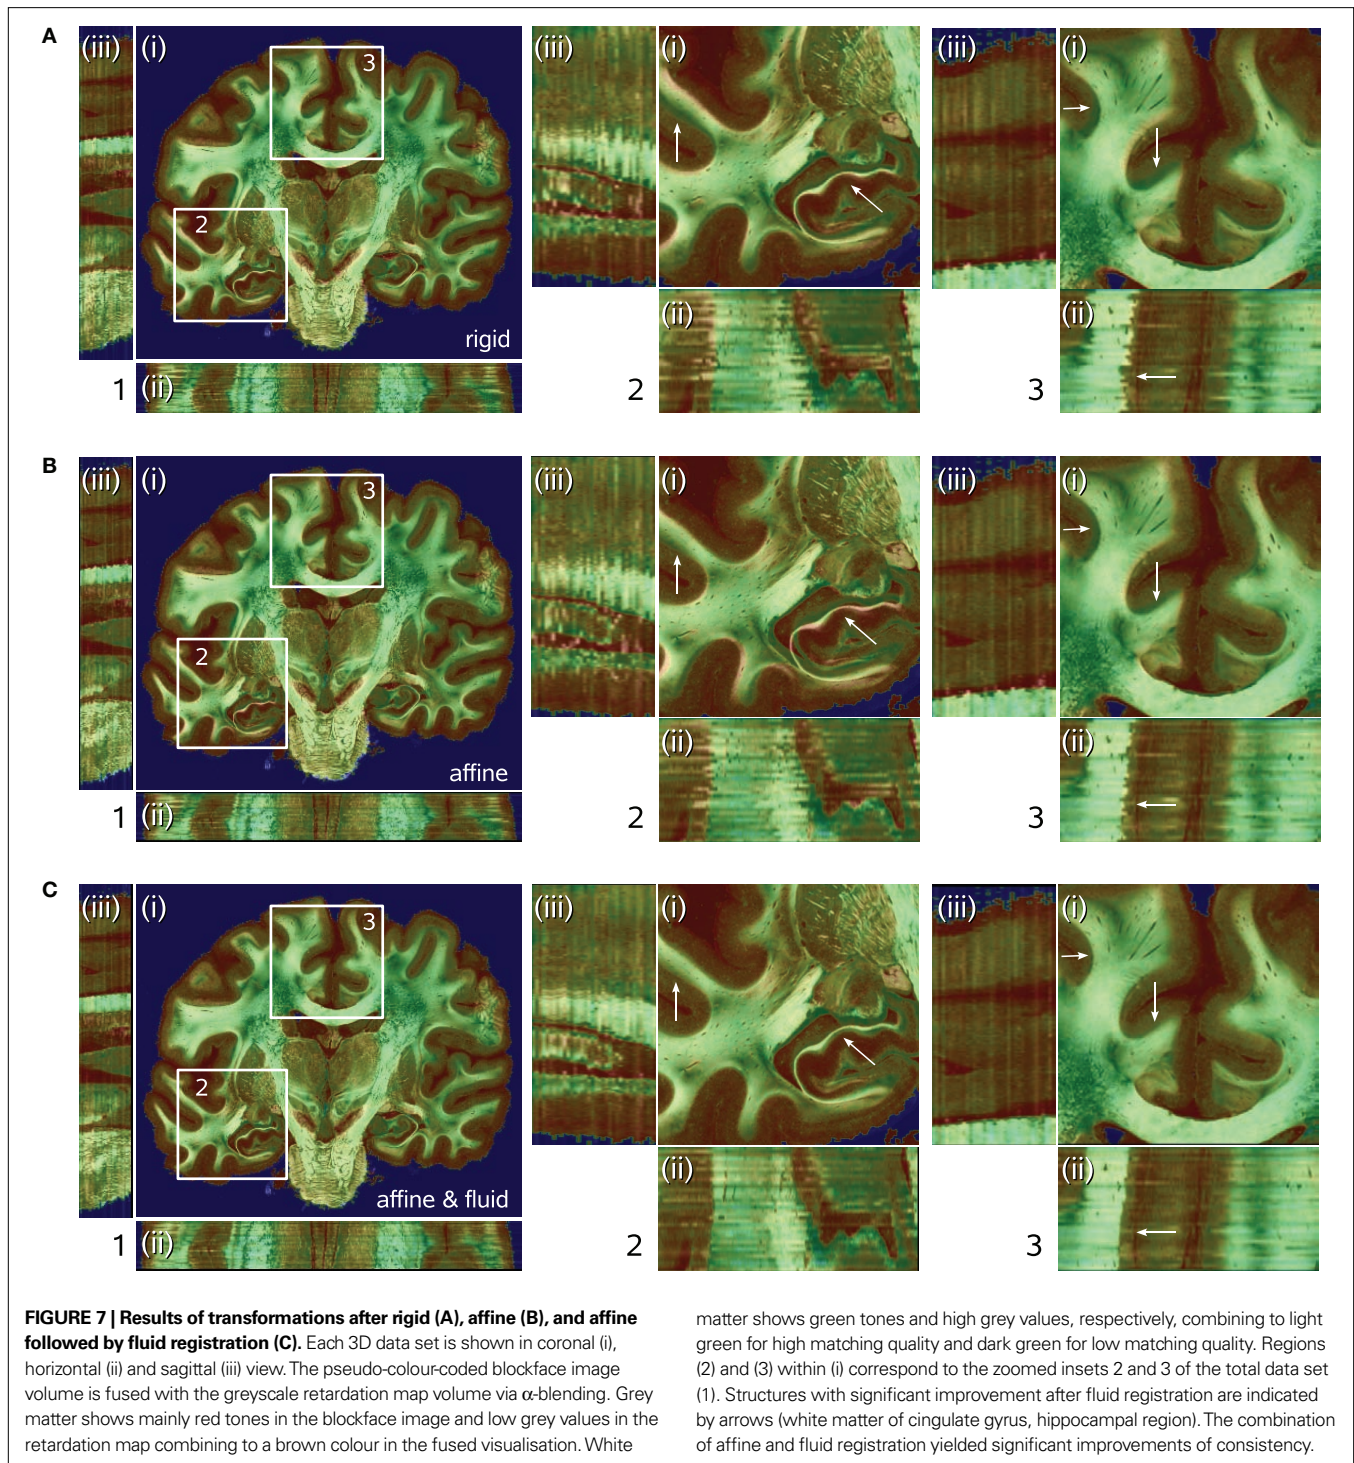 A
(iii) (i) 3 2 rigid
1 (ii)
(iii) (i)
2 (ii)
(iii) (i)
3 (ii)
B
(iii) (i) 3 2 affine
1 (ii)
(iii) (i)
2 (ii)
(iii) (i)
3 (ii)
C
(iii) (i) 3 2 affine & fluid
1 (ii)
(iii) (i)
2 (ii)
(iii) (i)
3 (ii)
FIGURE 7 | Results of transformations after rigid (A), affine (B), and affine
followed by fluid registration (C). Each 3D data set is shown in coronal (i),
horizontal (ii) and sagittal (iii) view. The pseudo-colour-coded blockface image
volume is fused with the greyscale retardation map volume via α-blending. Grey
matter shows mainly red tones in the blockface image and low grey values in the
retardation map combining to a brown colour in the fused visualisation. White
matter shows green tones and high grey values, respectively, combining to light
green for high matching quality and dark green for low matching quality. Regions
(2) and (3) within (i) correspond to the zoomed insets 2 and 3 of the total data set
(1). Structures with significant improvement after fluid registration are indicated
by arrows (white matter of cingulate gyrus, hippocampal region). The combination
of affine and fluid registration yielded significant improvements of consistency.